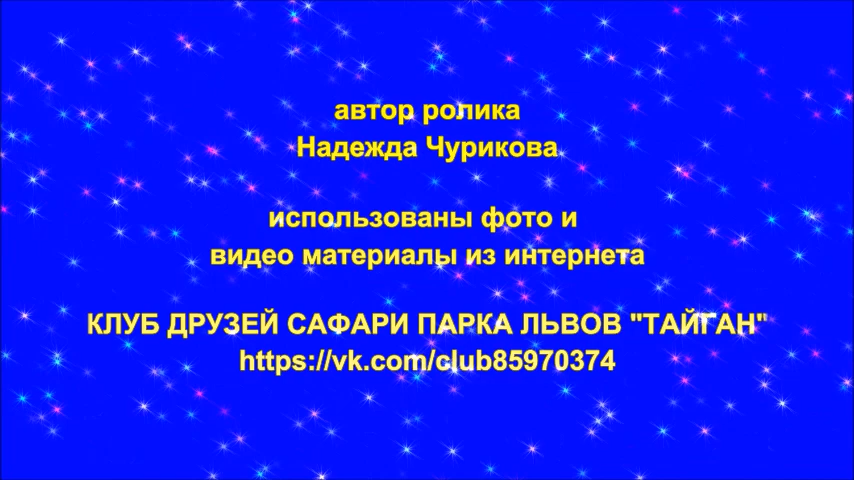 автор ролика
Надежда Чурикова
использованы фото и
видео материалы из интернета
КЛУБ ДРУЗЕЙ САФАРИ ПАРКА ЛЬВОВ "ТАЙГАН"
https://vk.com/club85970374